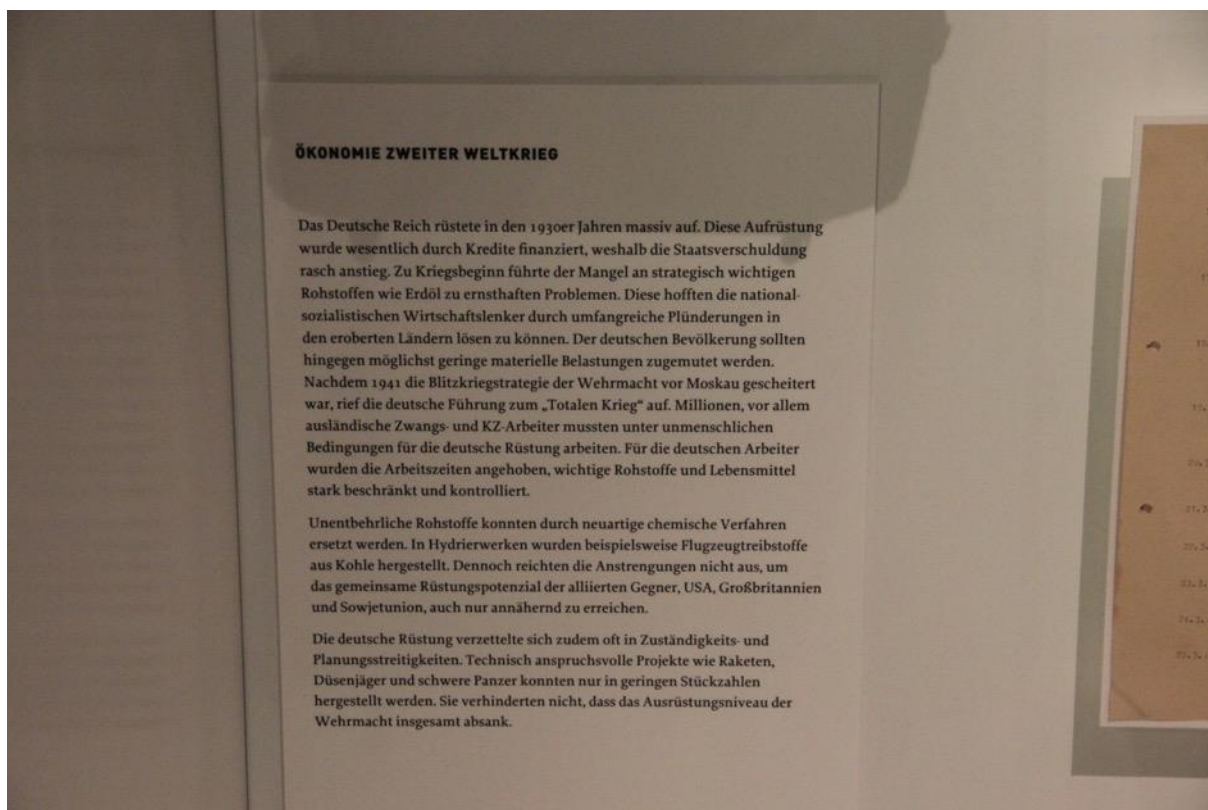 ÖKONOMIE ZWEITER WELTKRIEG
Das Deutsche Reich rüstete in den 1930er Jahren massiv auf. Diese Aufrüstung
wurde wesentlich durch Kredite finanziert, weshalb die Staatsverschuldung
rasch anstieg. Zu Kriegsbeginn führte der Mangel an strategisch wichtigen
Rohstoffen wie Erdöl zu ernsthaften Problemen. Diese hofften die national-
sozialistischen Wirtschaftslenker durch umfangreiche Plünderungen in
den eroberten Ländern lösen zu können. Der deutschen Bevölkerung sollten
hingegen möglichst geringe materielle Belastungen zugemutet werden.
Nachdem 1941 die Blitzkriegstrategie der Wehrmacht vor Moskau gescheitert
war, rief die deutsche Führung zum „Totalen Krieg“ auf. Millionen, vor allem
ausländische Zwangs- und KZ-Arbeiter mussten unter unmenschlichen
Bedingungen für die deutsche Rüstung arbeiten. Für die deutschen Arbeiter
wurden die Arbeitszeiten angehoben, wichtige Rohstoffe und Lebensmittel
stark beschränkt und kontrolliert.
Unentbehrliche Rohstoffe konnten durch neuartige chemische Verfahren
ersetzt werden. In Hydrierwerken wurden beispielsweise Flugzeugtreibstoffe
aus Kohle hergestellt. Dennoch reichten die Anstrengungen nicht aus, um
das gemeinsame Rüstungspotenzial der alliierten Gegner, USA, Großbritannien
und Sowjetunion, auch nur annähernd zu erreichen.
Die deutsche Rüstung verzettelte sich zudem oft in Zuständigkeits- und
Planungsstreitigkeiten. Technisch anspruchsvolle Projekte wie Raketen,
Düsenjäger und schwere Panzer konnten nur in geringen Stückzahlen
hergestellt werden. Sie verhinderten nicht, dass das Ausrüstungsniveau der
Wehrmacht insgesamt absank.